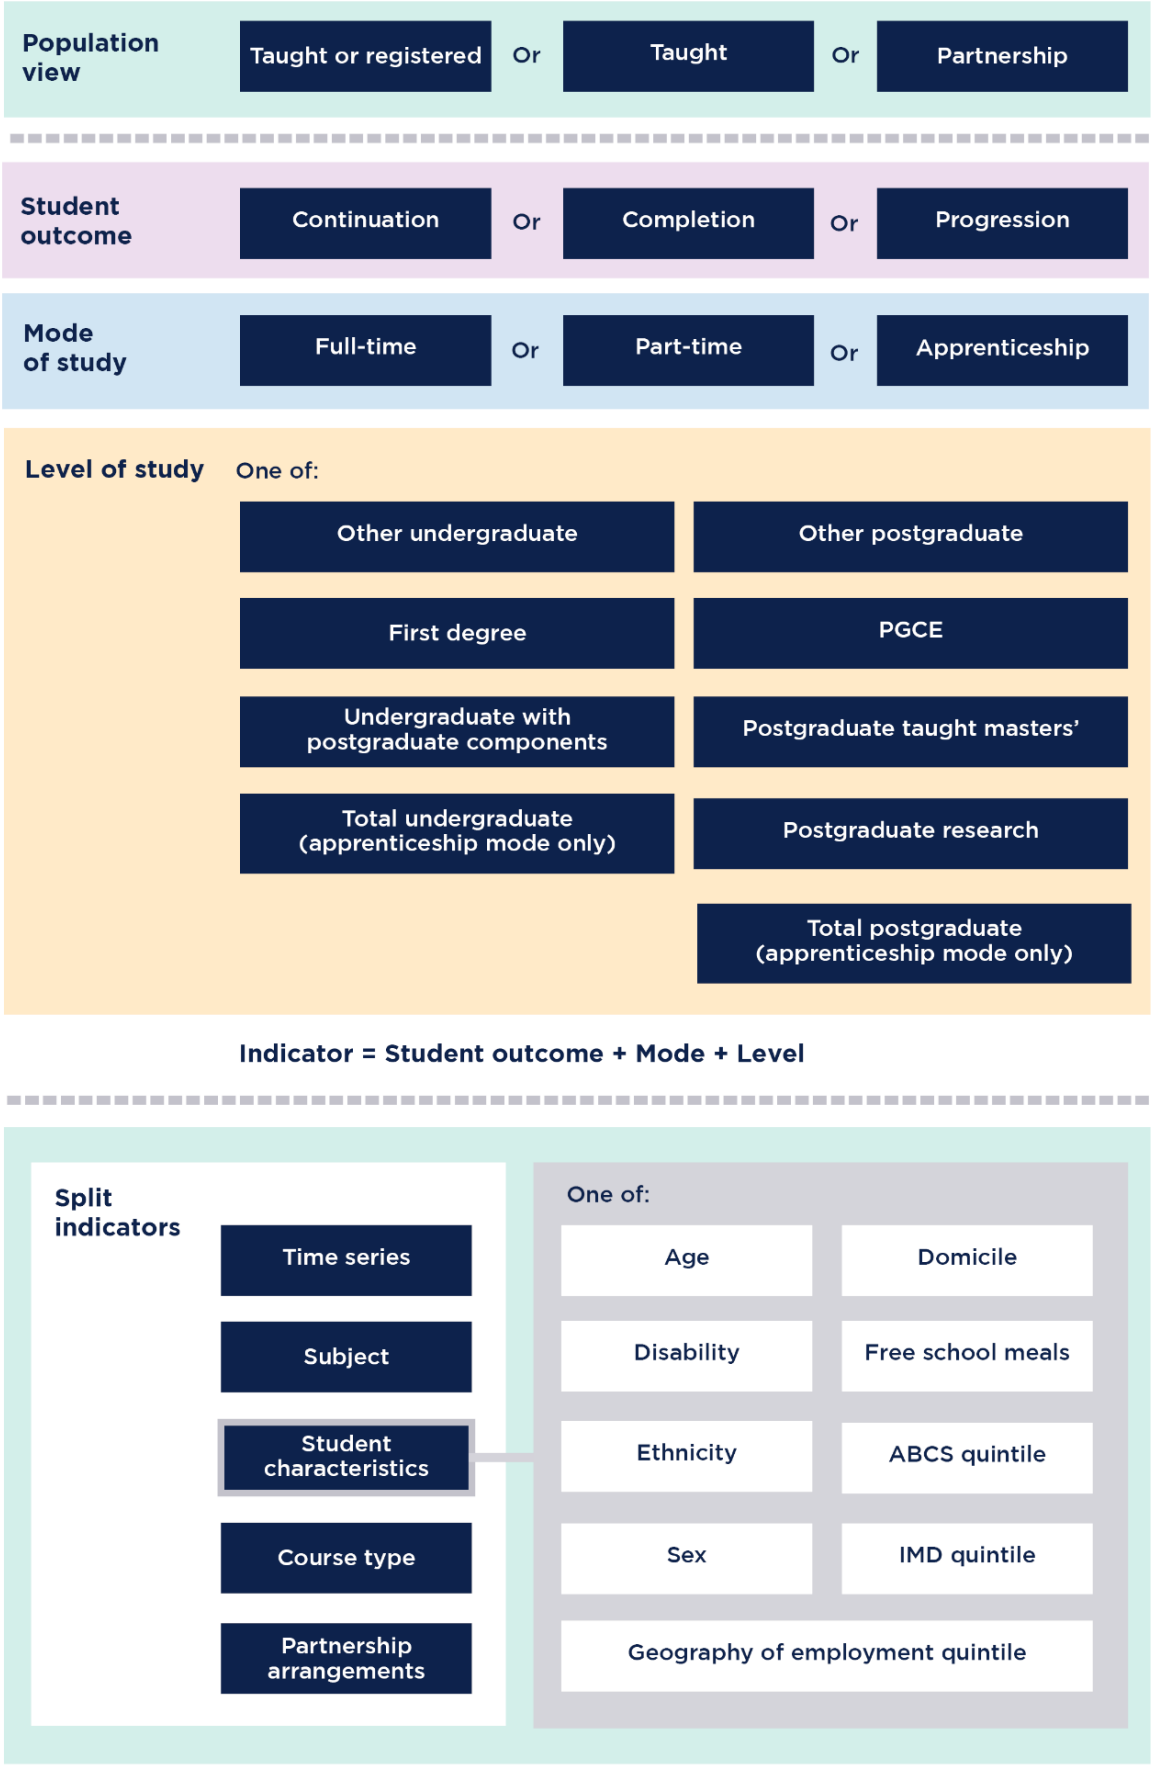 Population
view
Taught or registered
Or
Taught
Or
Partnership
Student
outcome
Continuation
Or
Completion
Or
Progression
Mode
of study
Full-time
Or
Part-time
Or
Apprenticeship
Level of study
One of:
Other undergraduate
Other postgraduate
First degree
PGCE
Undergraduate with
postgraduate components
Postgraduate taught masters’
Total undergraduate
(apprenticeship mode only)
Postgraduate research
Total postgraduate
(apprenticeship mode only)
Indicator = Student outcome + Mode + Level
Split
indicators
Time series
Subject
Student
characteristics
Course type
Partnership
arrangements
One of:
Age
Domicile
Disability
Free school meals
Ethnicity
ABCS quintile
Sex
IMD quintile
Geography of employment quintile